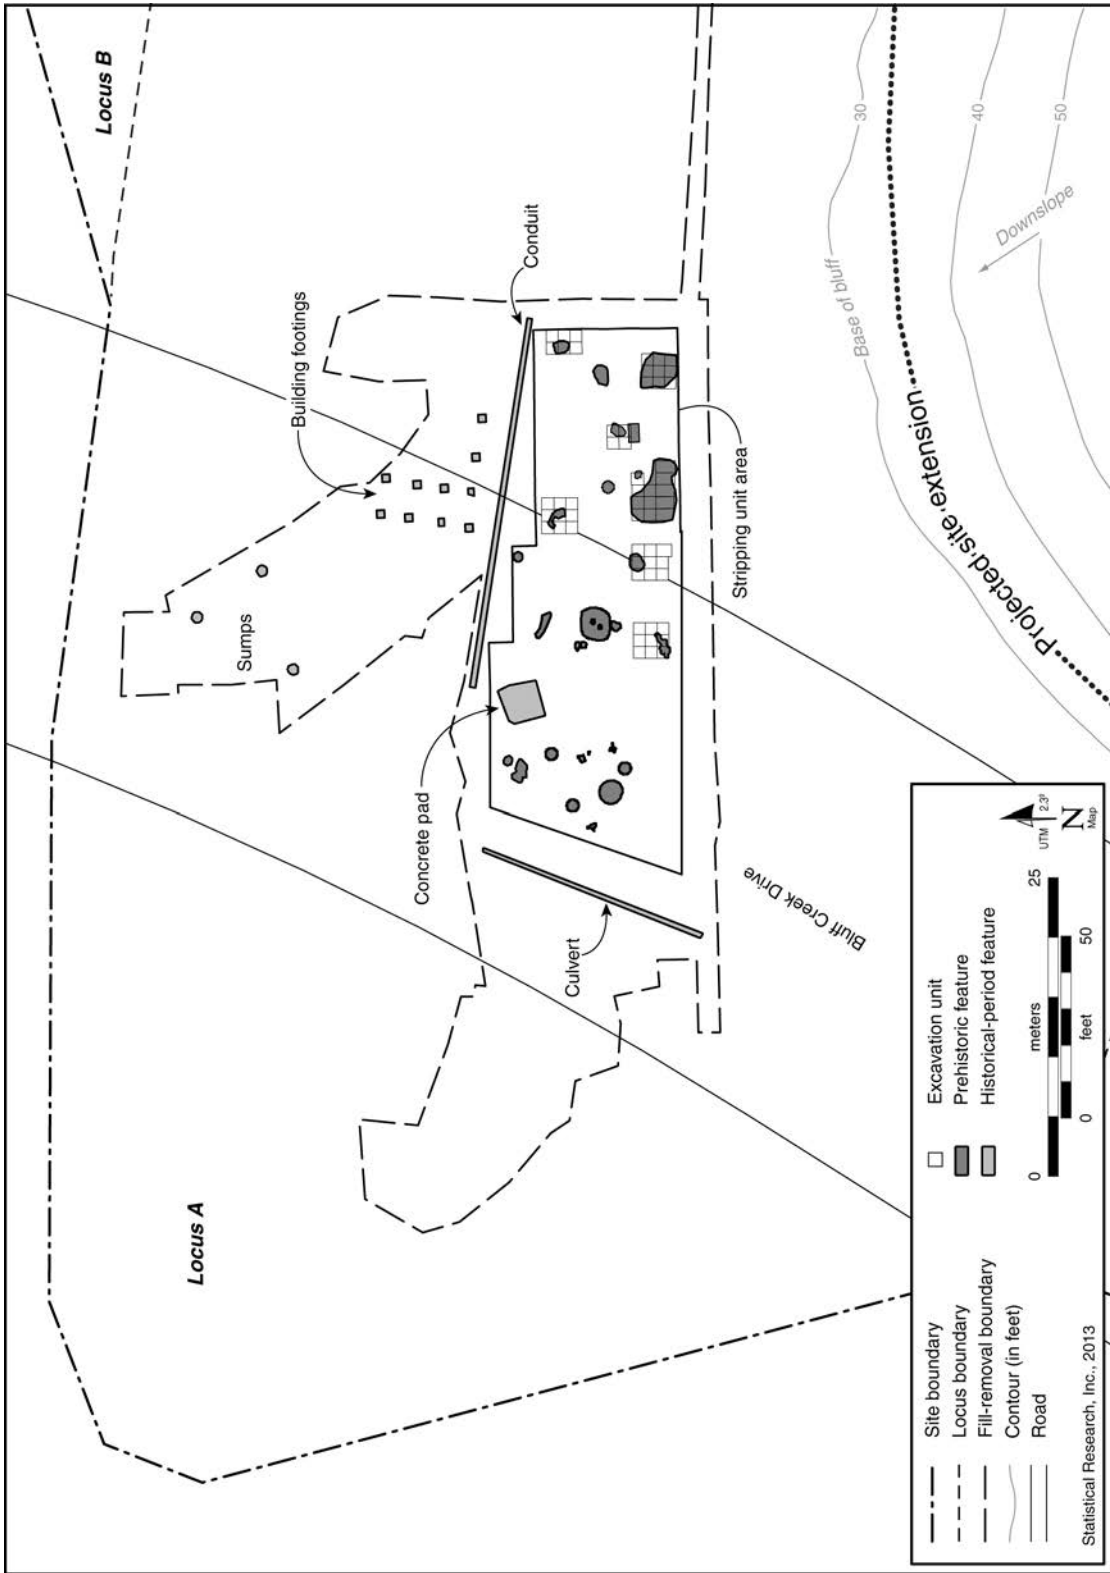 Locus A
Locus B
Building footings
Conduit
Sumps
Concrete pad
Culvert
Stripping unit area
Bluff Creek Drive
Base of bluff
30
40
50
Downslope
Projected site extension
Site boundary
Locus boundary
Fill-removal boundary
Contour (in feet)
Road
Excavation unit
Prehistoric feature
Historical-period feature
0 meters 25
0 feet 50
UTM 2.3°
N
Map
Statistical Research, Inc., 2013